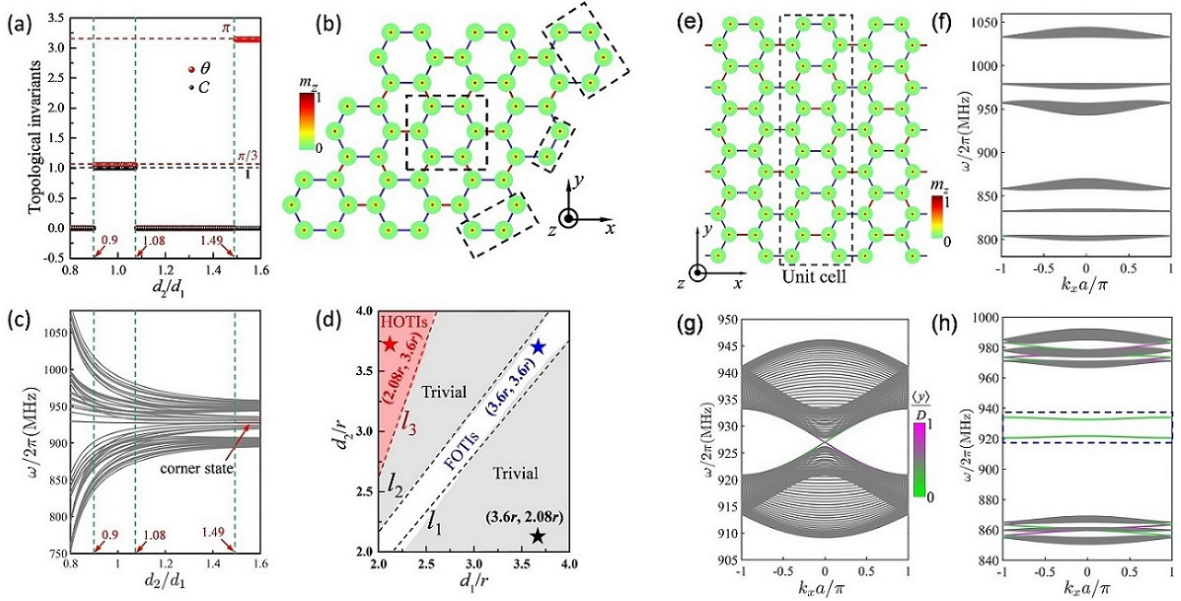 (a)
3.5
3.0
2.5
2.0
1.5
1.0
0.5
0.0
-0.5
Topological invariants
π
θ
C
π/3
1
0.9
1.08
1.49
0.8
1.0
1.2
1.4
1.6
d₂/d₁
(b)
m_z
1
0
y
z
x
(c)
1050
1000
950
900
850
800
750
ω/2π(MHz)
corner state
0.9
1.08
1.49
0.8
1
1.2
1.4
1.6
d₂/d₁
(d)
4.0
3.5
3.0
2.5
2.0
d₂/r
HOTIs
(2.08r, 3.6r)
Trivial
(3.6r, 3.6r)
l₃
FOTIs
l₂
Trivial
l₁
(3.6r, 2.08r)
2.0
2.5
3.0
3.5
4.0
d₁/r
(e)
m_z
1
0
y
z
x
Unit cell
(f)
1050
1000
950
900
850
800
ω/2π(MHz)
-1
-0.5
0
0.5
1
kₓa/π
(g)
950
945
940
935
930
925
920
915
910
905
ω/2π(MHz)
⟨y⟩
D
1
0
-1
-0.5
0
0.5
1
kₓa/π
(h)
1000
980
960
940
920
900
880
860
840
ω/2π(MHz)
-1
-0.5
0
0.5
1
kₓa/π